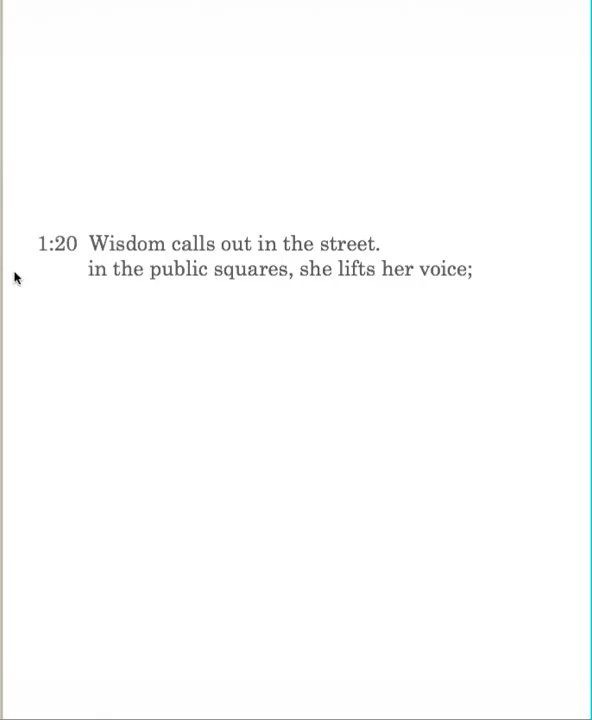 1:20 Wisdom calls out in the street.
in the public squares, she lifts her voice;